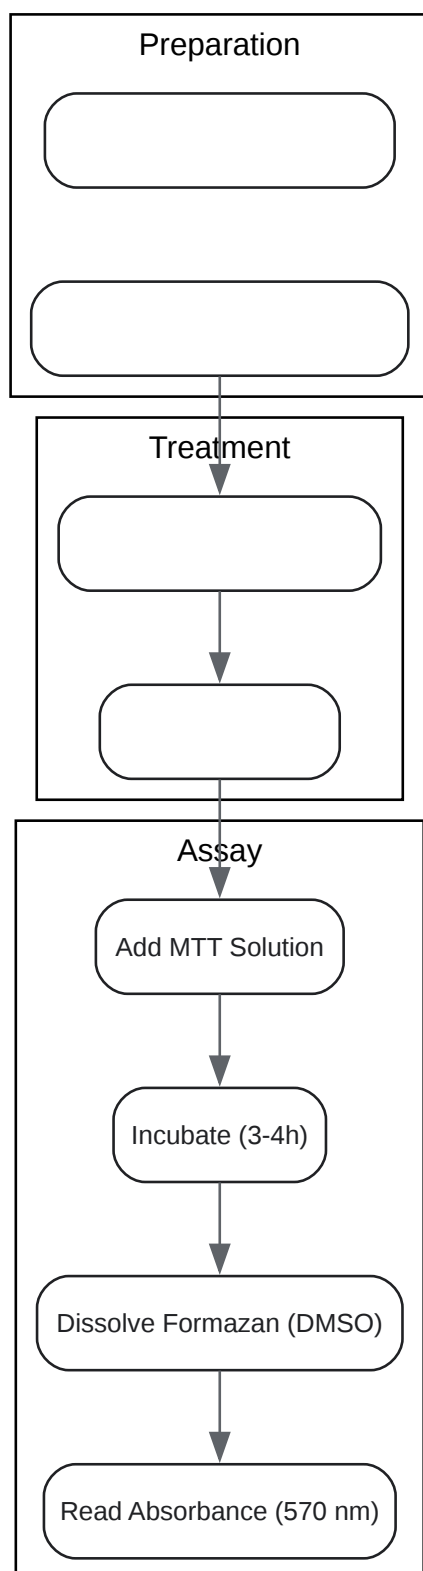 Preparation
Treatment
Assay
Add MTT Solution
Incubate (3-4h)
Dissolve Formazan (DMSO)
Read Absorbance (570 nm)